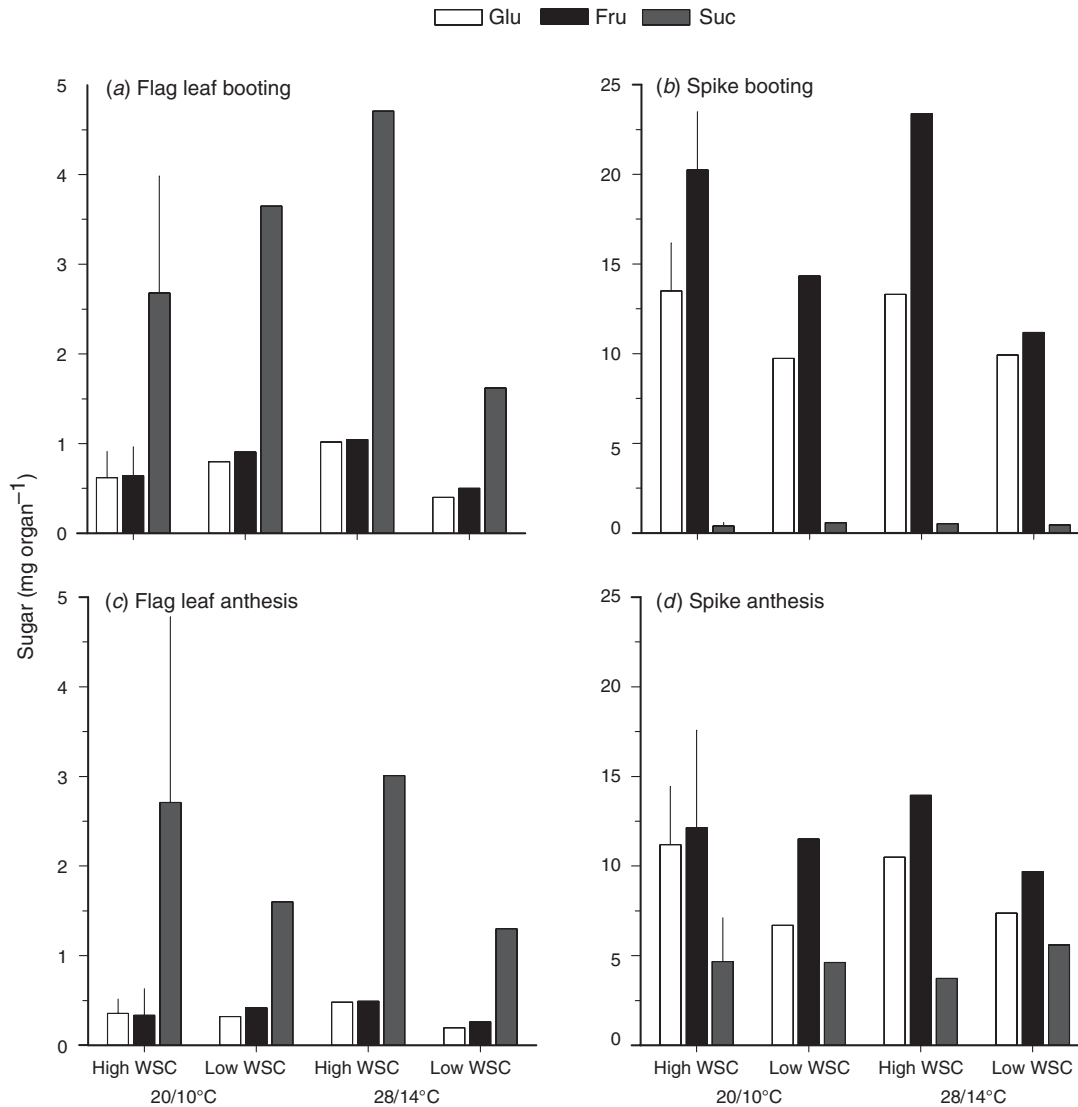 Glu Fru Suc
(a) Flag leaf booting
5
4
3
2
1
0
(b) Spike booting
25
20
15
10
5
0
Sugar (mg organ⁻¹)
(c) Flag leaf anthesis
5
4
3
2
1
0
High WSC Low WSC High WSC Low WSC
20/10°C 28/14°C
(d) Spike anthesis
25
20
15
10
5
0
High WSC Low WSC High WSC Low WSC
20/10°C 28/14°C